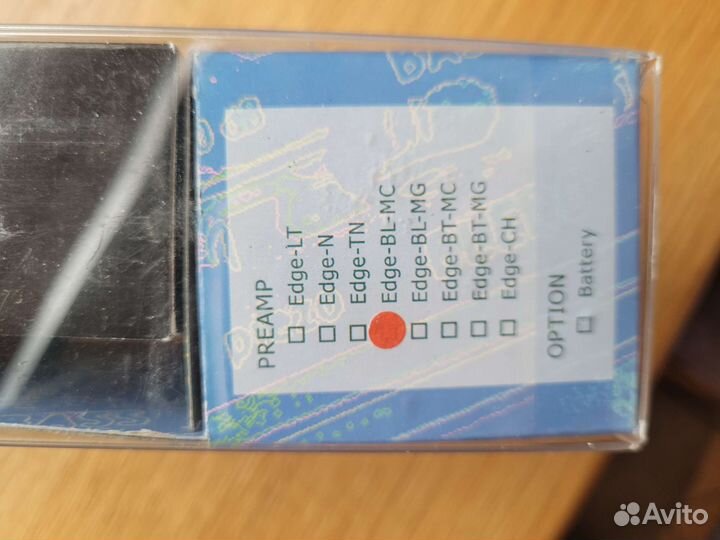 PREAMP
☐ Edge-LT
☐ Edge-N
☐ Edge-TN
Edge-BL-MC
☐ Edge-BL-MG
☐ Edge-BT-MC
☐ Edge-BT-MG
☐ Edge-CH
OPTION
☐ Battery
Avito